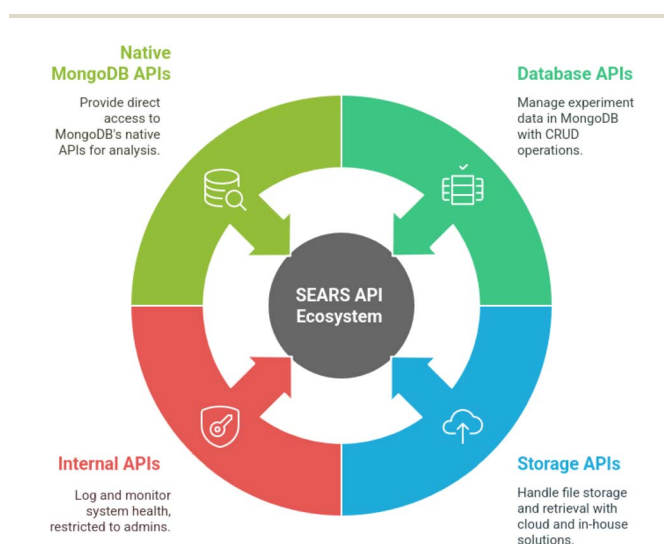 Native
MongoDB APIs
Provide direct
access to
MongoDB's native
APIs for analysis.
Database APIs
Manage experiment
data in MongoDB
with CRUD
operations.
SEARS API
Ecosystem
Internal APIs
Log and monitor
system health,
restricted to admins.
Storage APIs
Handle file storage
and retrieval with
cloud and in-house
solutions.